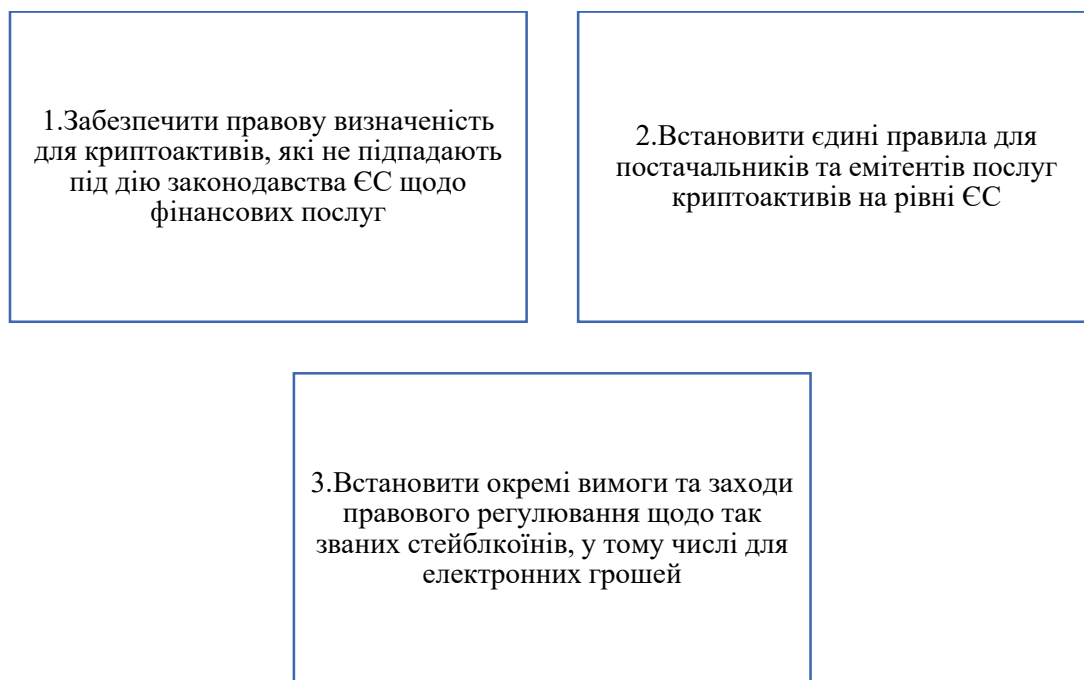 1.Забезпечити правову визначеність
для криптоактивів, які не підпадають
під дію законодавства ЄС щодо
фінансових послуг
2.Встановити єдині правила для
постачальників та емітентів послуг
криптоактивів на рівні ЄС
3.Встановити окремі вимоги та заходи
правового регулювання щодо так
званих стейблкоїнів, у тому числі для
електронних грошей